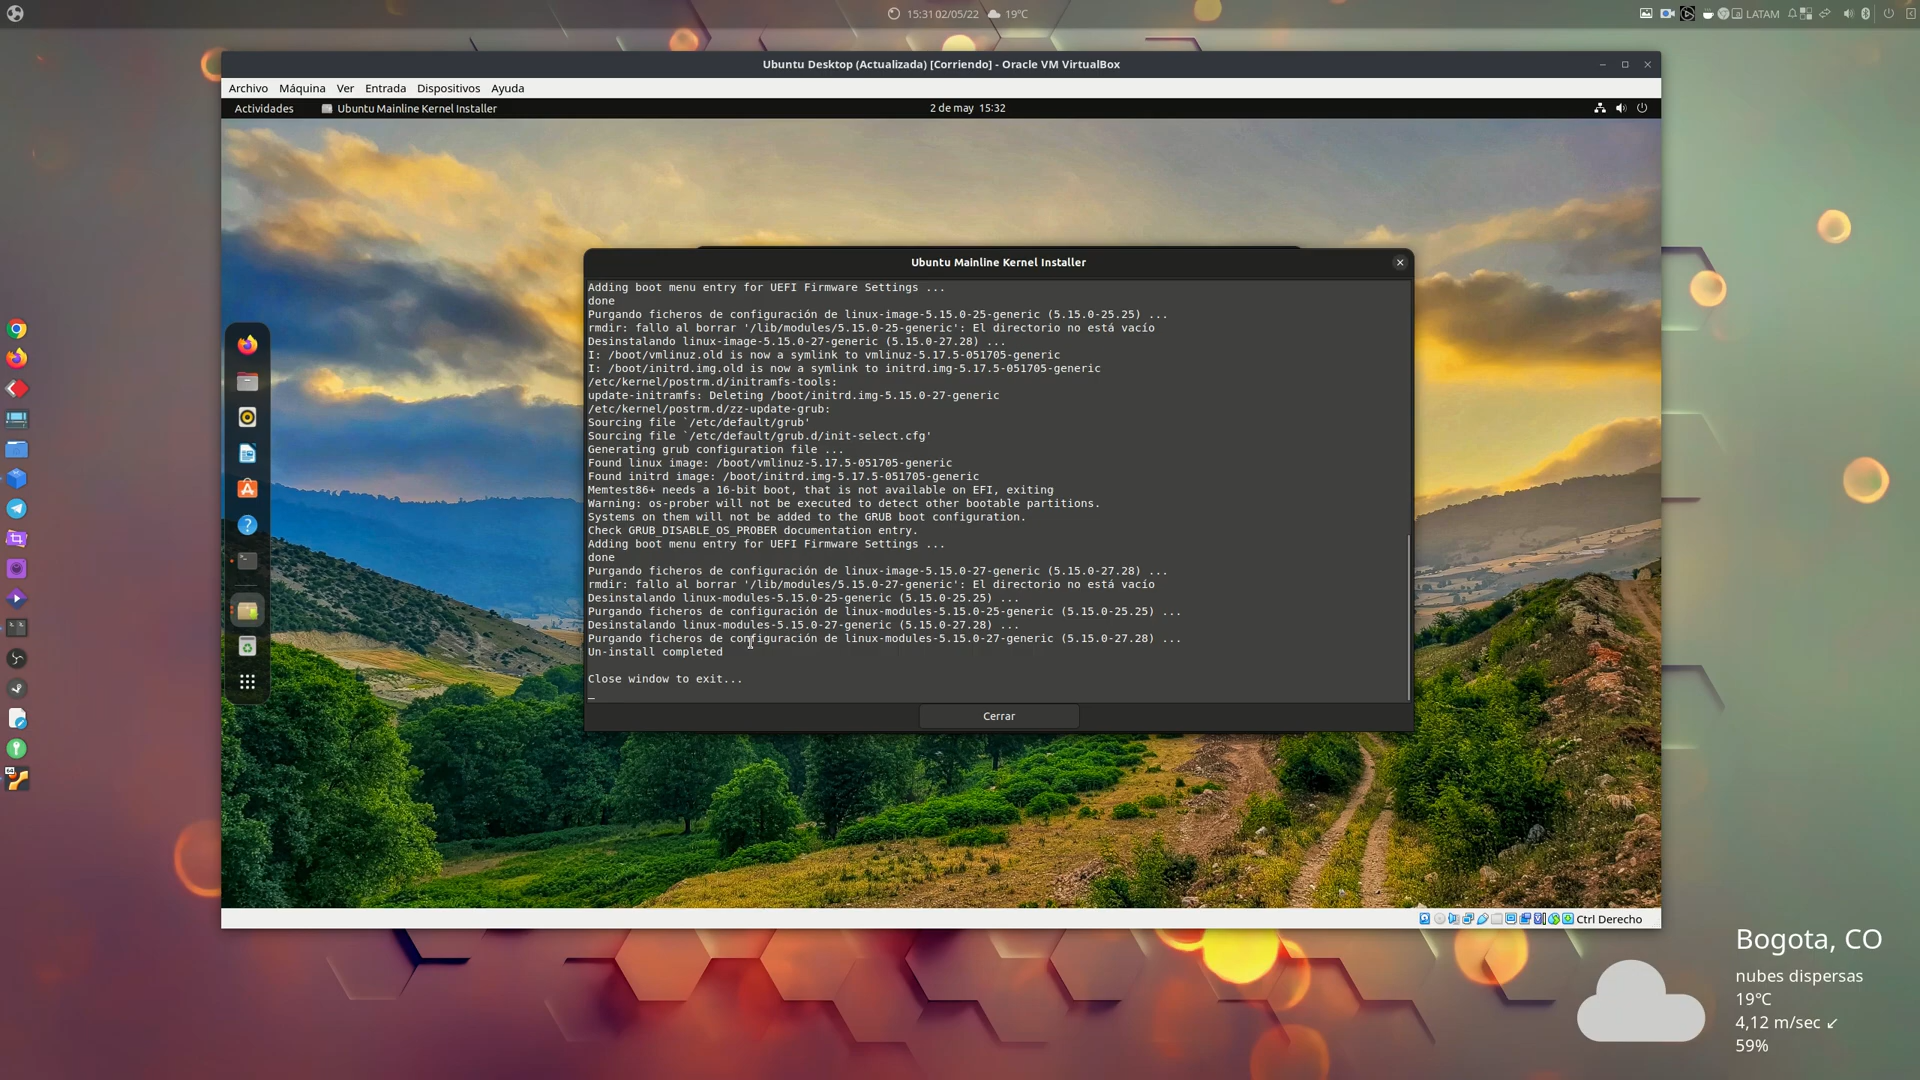 15:31 02/05/22 19°C
LATAM
Ubuntu Desktop (Actualizada) [Corriendo] - Oracle VM VirtualBox
Archivo Máquina Ver Entrada Dispositivos Ayuda
Actividades Ubuntu Mainline Kernel Installer 2 de may 15:32
Ubuntu Mainline Kernel Installer
Adding boot menu entry for UEFI Firmware Settings ...
done
Purgando ficheros de configuración de linux-image-5.15.0-25-generic (5.15.0-25.25) ...
rmdir: fallo al borrar '/lib/modules/5.15.0-25-generic': El directorio no está vacío
Desinstalando linux-image-5.15.0-27-generic (5.15.0-27.28) ...
I: /boot/vmlinuz.old is now a symlink to vmlinuz-5.17.5-051705-generic
I: /boot/initrd.img.old is now a symlink to initrd.img-5.17.5-051705-generic
/etc/kernel/postrm.d/initramfs-tools:
update-initramfs: Deleting /boot/initrd.img-5.15.0-27-generic
/etc/kernel/postrm.d/zz-update-grub:
Sourcing file `/etc/default/grub'
Sourcing file `/etc/default/grub.d/init-select.cfg'
Generating grub configuration file ...
Found linux image: /boot/vmlinuz-5.17.5-051705-generic
Found initrd image: /boot/initrd.img-5.17.5-051705-generic
Memtest86+ needs a 16-bit boot, that is not available on EFI, exiting
Warning: os-prober will not be executed to detect other bootable partitions.
Systems on them will not be added to the GRUB boot configuration.
Check GRUB_DISABLE_OS_PROBER documentation entry.
Adding boot menu entry for UEFI Firmware Settings ...
done
Purgando ficheros de configuración de linux-image-5.15.0-27-generic (5.15.0-27.28) ...
rmdir: fallo al borrar '/lib/modules/5.15.0-27-generic': El directorio no está vacío
Desinstalando linux-modules-5.15.0-25-generic (5.15.0-25.25) ...
Purgando ficheros de configuración de linux-modules-5.15.0-25-generic (5.15.0-25.25) ...
Desinstalando linux-modules-5.15.0-27-generic (5.15.0-27.28) ...
Purgando ficheros de configuración de linux-modules-5.15.0-27-generic (5.15.0-27.28) ...
Un-install completed
Close window to exit...
Cerrar
Ctrl Derecho
Bogota, CO
nubes dispersas
19°C
4,12 m/sec ↙
59%